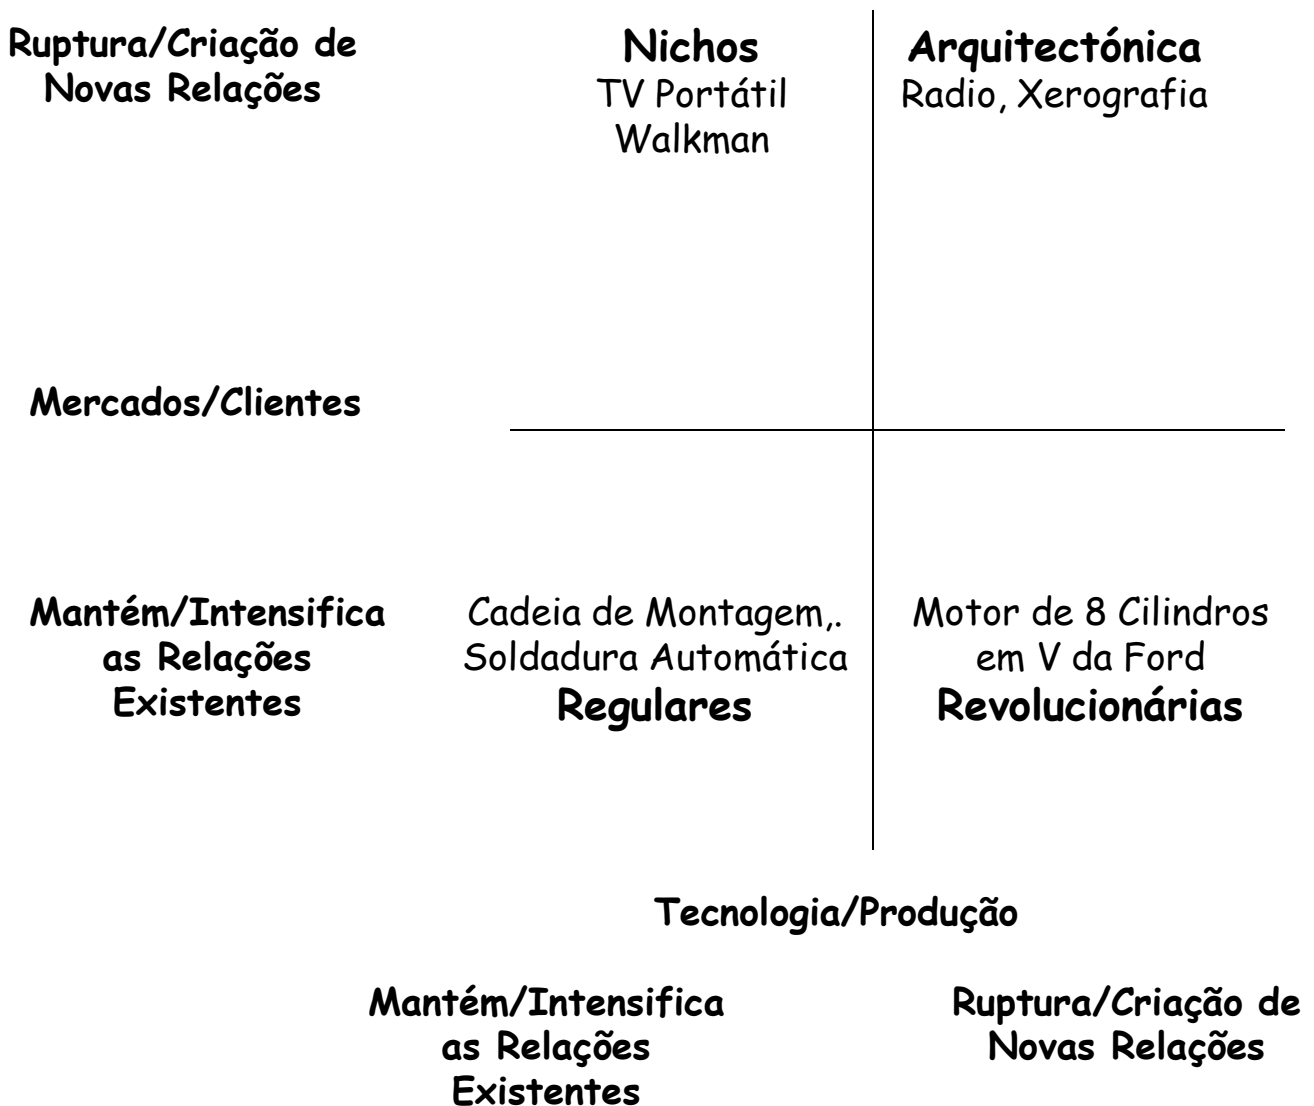 Ruptura/Criação de
Novas Relações
Nichos
TV Portátil
Walkman
Arquitectónica
Radio, Xerografia
Mercados/Clientes
Mantém/Intensifica
as Relações
Existentes
Cadeia de Montagem,.
Soldadura Automática
Regulares
Motor de 8 Cilindros
em V da Ford
Revolucionárias
Tecnologia/Produção
Mantém/Intensifica
as Relações
Existentes
Ruptura/Criação de
Novas Relações